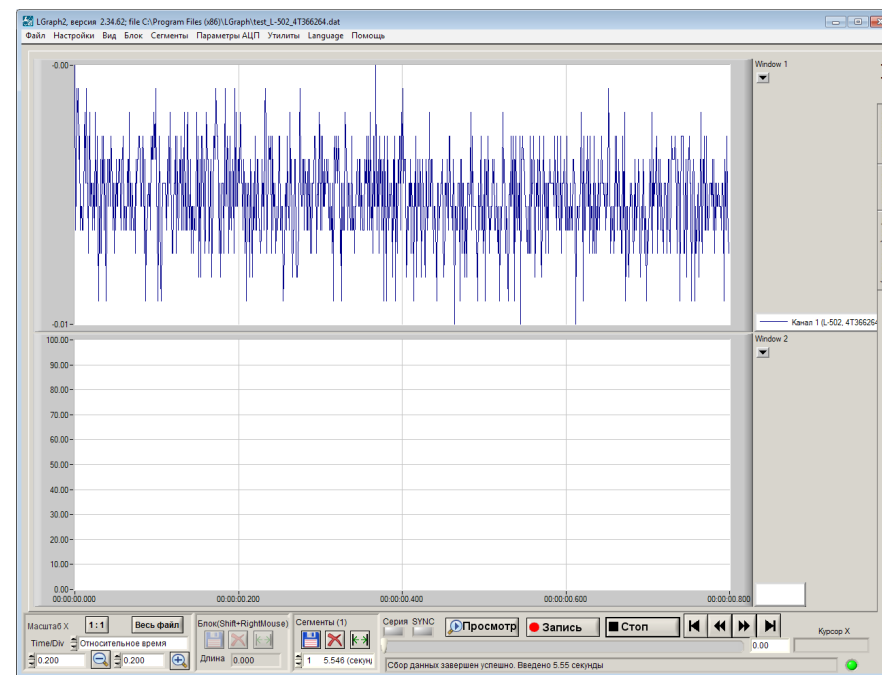 LGraph2, версия 2.34.62; file C:\Program Files (x86)\LGraph\test_L-502_4T366264.dat
Файл Настройки Вид Блок Сегменты Параметры АЦП Утилиты Language Помощь
-0.00
Window 1
-0.01
Канал 1 (L-502, 4T366264
100.00
Window 2
90.00
80.00
70.00
60.00
50.00
40.00
30.00
20.00
10.00
0.00
00:00:00.000 00:00:00.200 00:00:00.400 00:00:00.600 00:00:00.800
Масштаб X 1:1 Весь файл
Time/Div Относительное время
0.200 0.200
Блок(Shift+RightMouse)
Длина 0.000
Сегменты (1)
1 5.546 (секун
Серия SYNC Просмотр Запись Стоп
Курсор X
0.00
Сбор данных завершен успешно. Введено 5.55 секунды